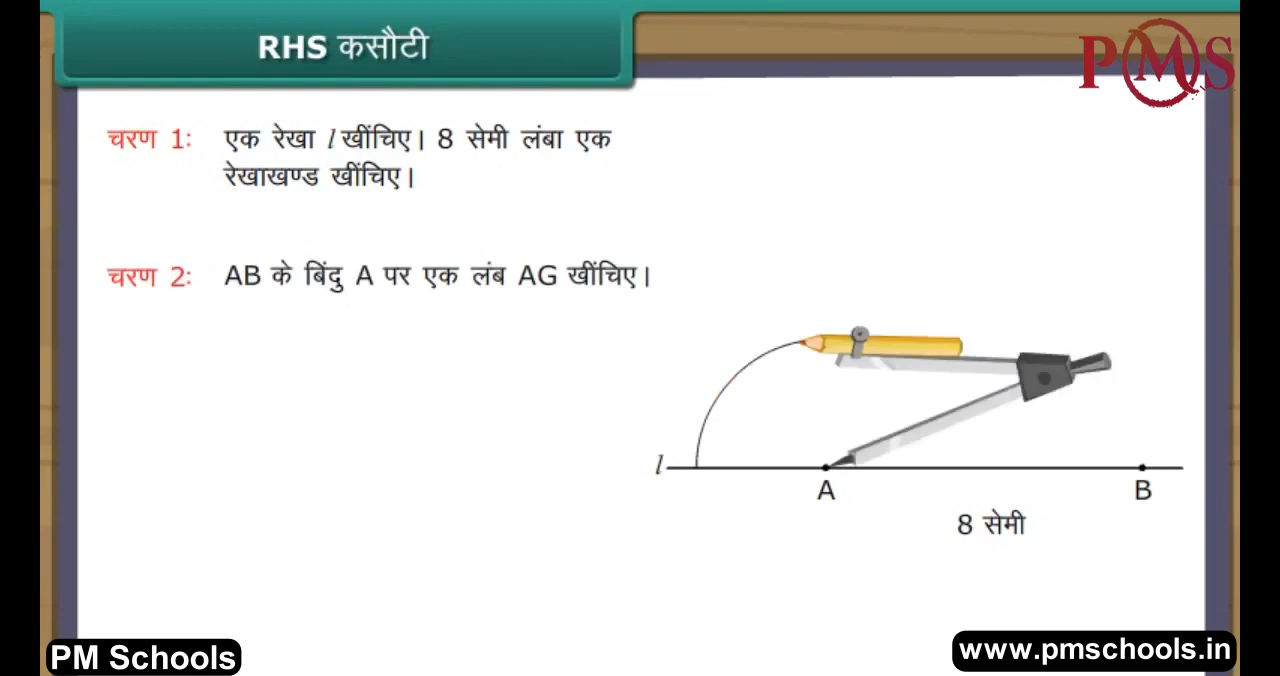 RHS कसौटी
PMS
चरण 1: एक रेखा l खींचिए। 8 सेमी लंबा एक
रेखाखण्ड खींचिए।
चरण 2: AB के बिंदु A पर एक लंब AG खींचिए।
l
A
B
8 सेमी
PM Schools
www.pmschools.in